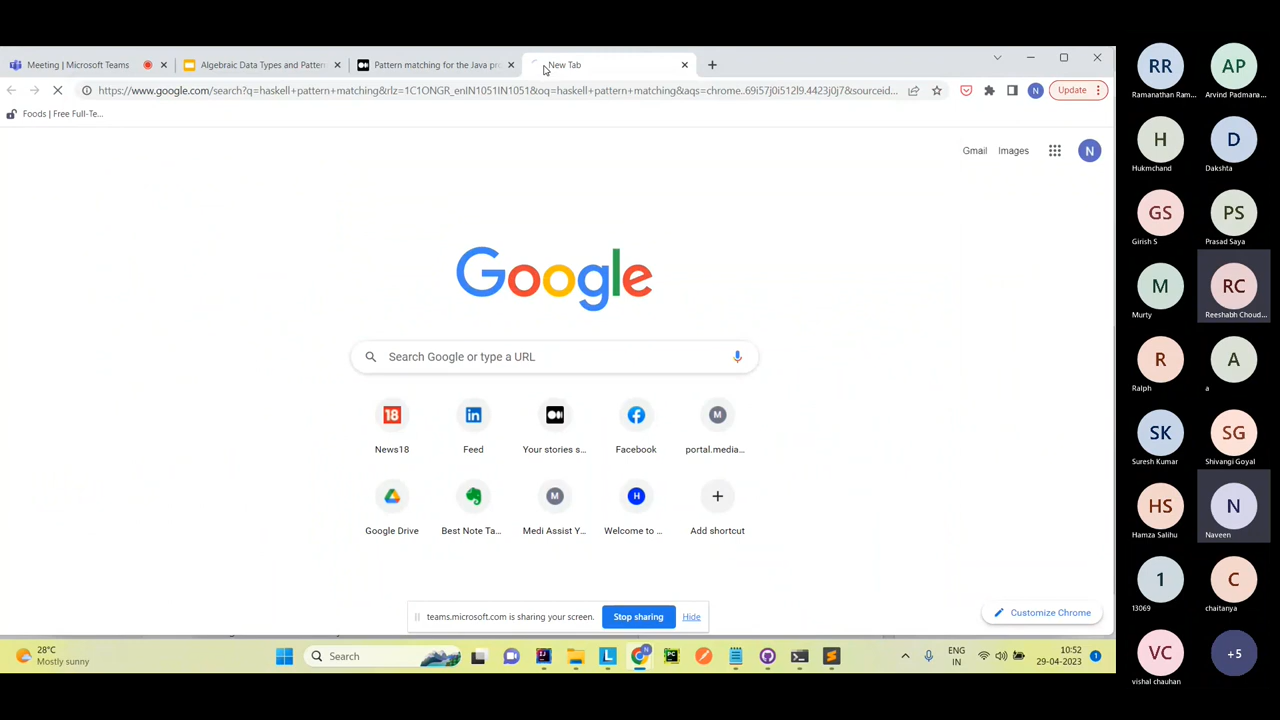 Meeting | Microsoft Teams
Algebraic Data Types and Pattern
Pattern matching for the Java pro
New Tab
https://www.google.com/search?q=haskell+pattern+matching&rlz=1C1ONGR_enIN1051IN1051&oq=haskell+pattern+matching&aqs=chrome..69i57j0i512l9.4423j0j7&sourceid...
N
Update
Foods | Free Full-Te...
Gmail
Images
N
Google
Search Google or type a URL
18
News18
in
Feed
Your stories s...
Facebook
M
portal.media...
Google Drive
Best Note Ta...
M
Medi Assist Y...
H
Welcome to ...
Add shortcut
teams.microsoft.com is sharing your screen.
Stop sharing
Hide
Customize Chrome
28°C
Mostly sunny
Search
ENG
IN
10:52
29-04-2023
1
RR
Ramanathan Ram...
AP
Arvind Padmana...
H
Hukmchand
D
Dakshta
GS
Girish S
PS
Prasad Saya
M
Murty
RC
Reeshabh Choud...
R
Ralph
A
a
SK
Suresh Kumar
SG
Shivangi Goyal
HS
Hamza Salihu
N
Naveen
1
13069
C
chaitanya
VC
vishal chauhan
+5